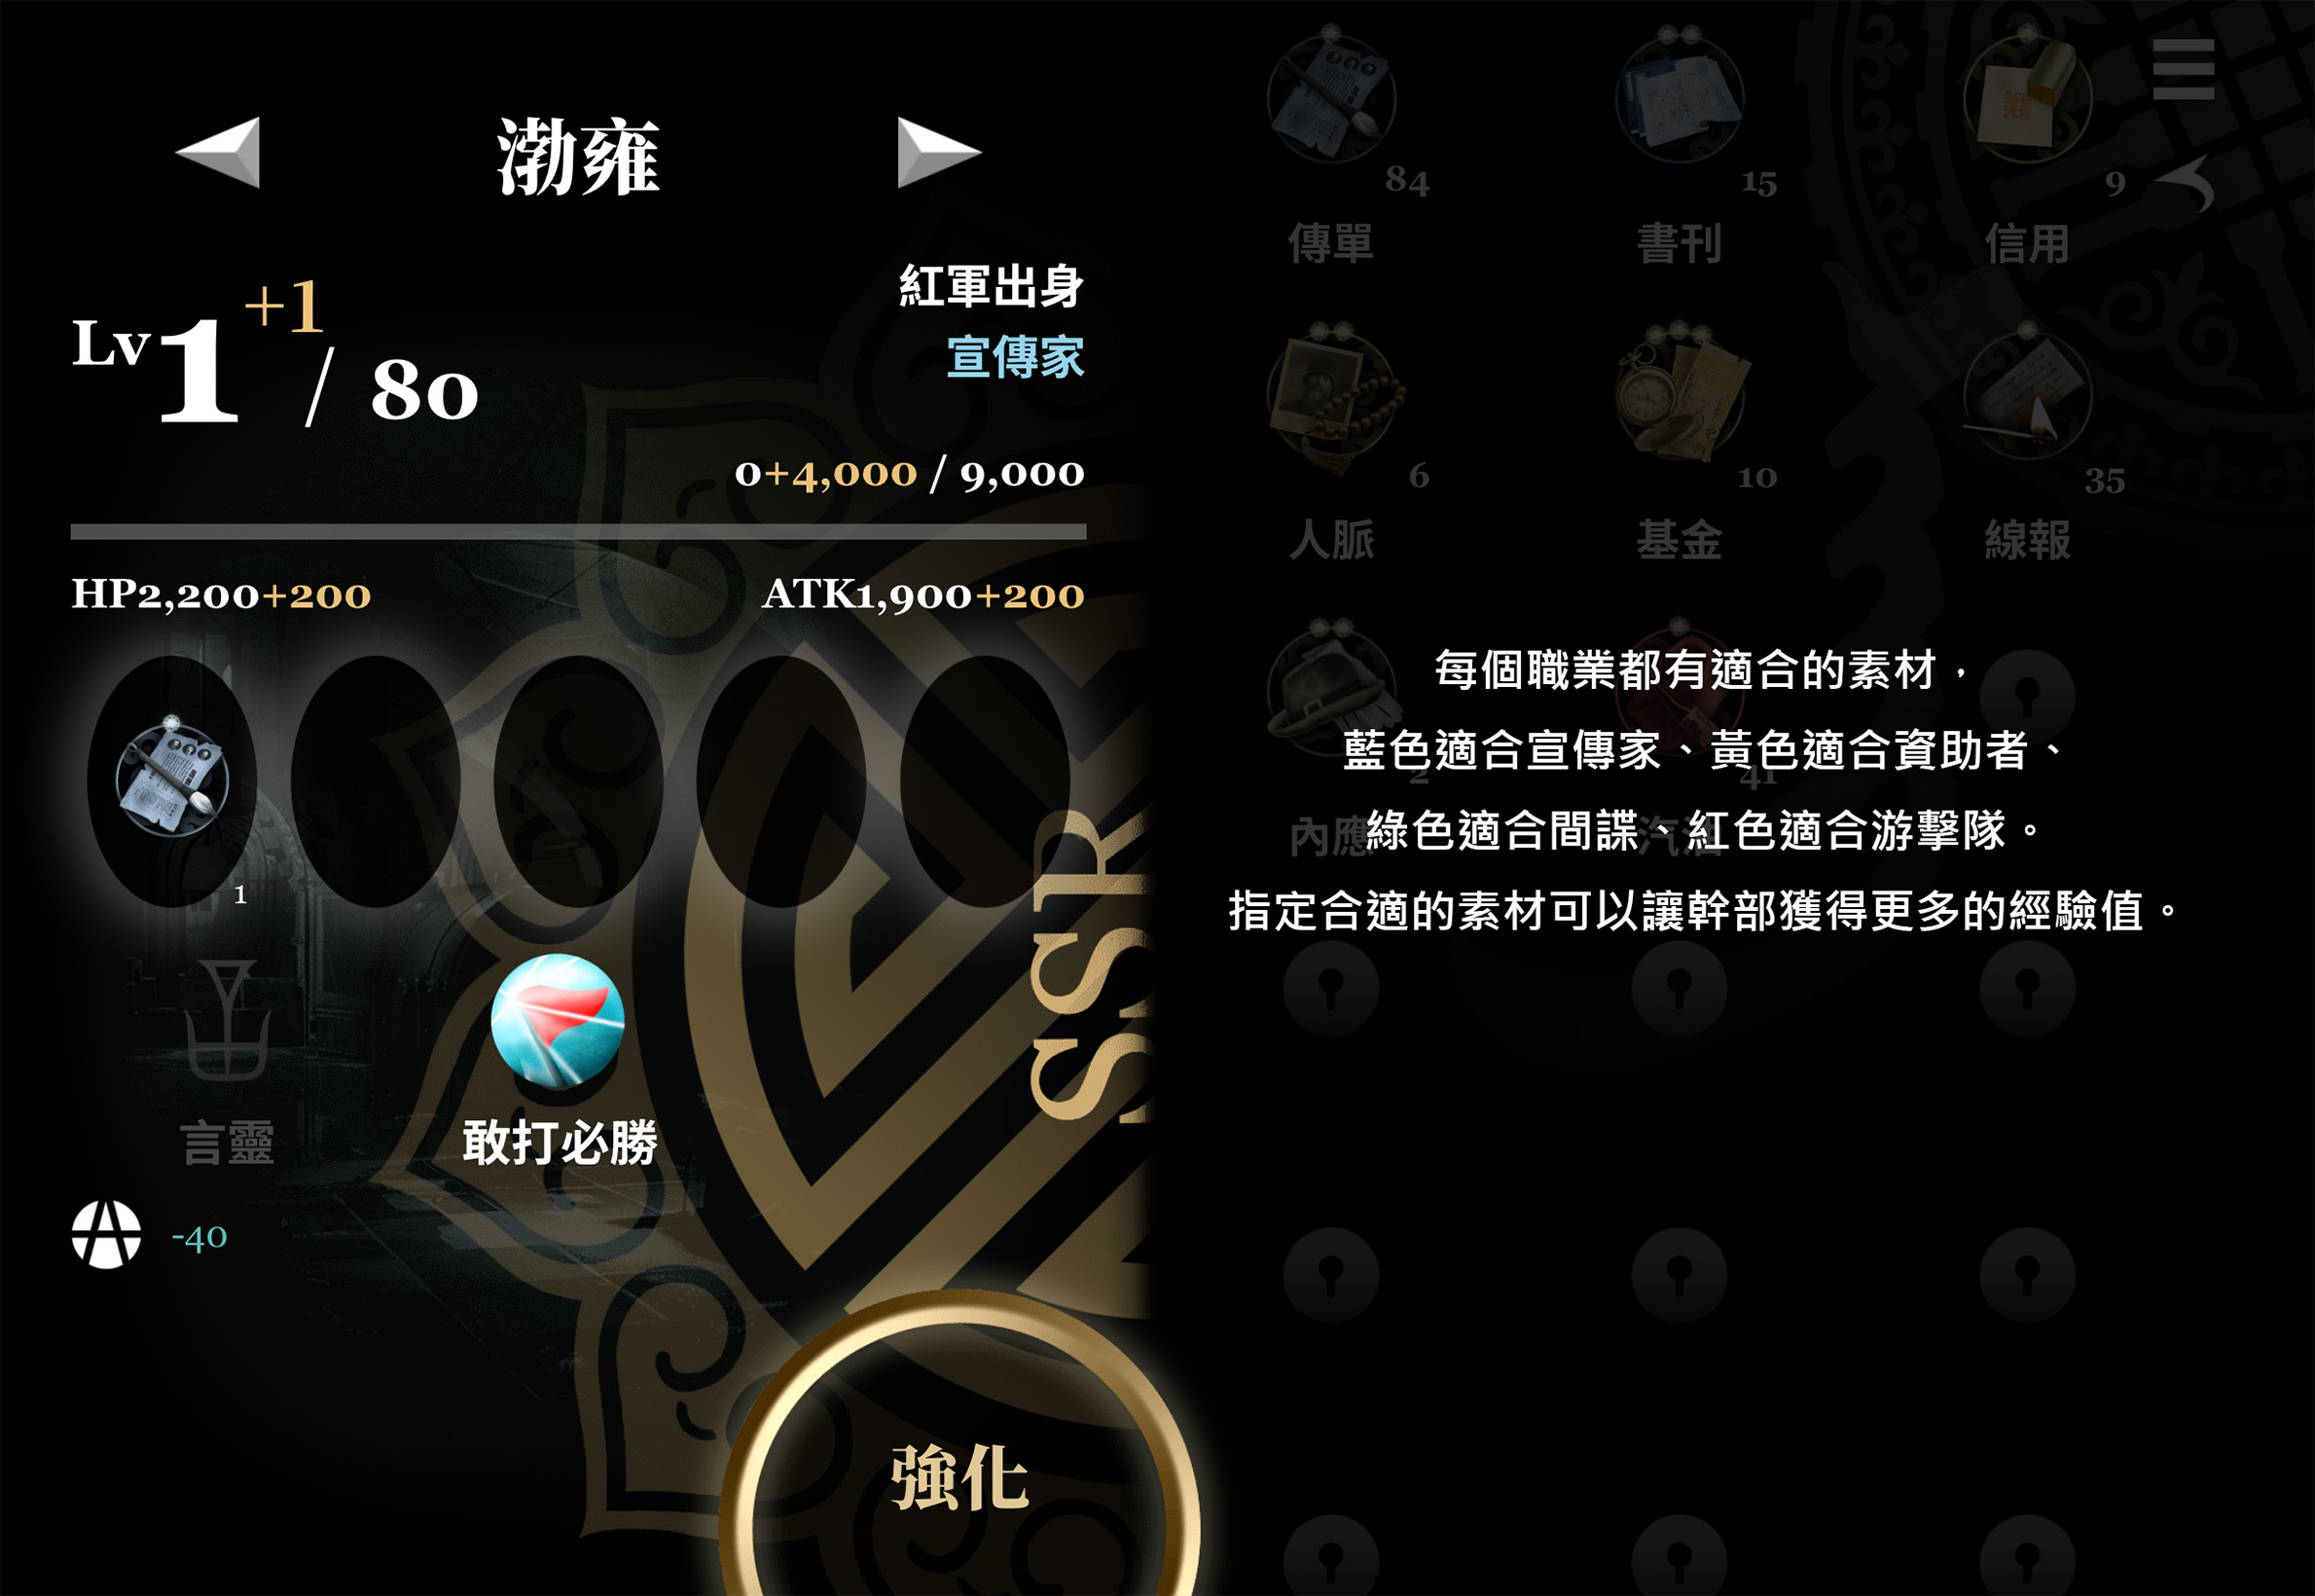 渤雍
紅軍出身
宣傳家
Lv 1 +1 / 80
0+4,000 / 9,000
HP2,200+200
ATK1,900+200
1
SSR
言靈
敢打必勝
-40
強化
84
15
9
傳單
書刊
信用
6
10
35
人脈
基金
線報
2
41
內應
汽油
每個職業都有適合的素材，
藍色適合宣傳家、黃色適合資助者、
綠色適合間諜、紅色適合游擊隊。
指定合適的素材可以讓幹部獲得更多的經驗值。